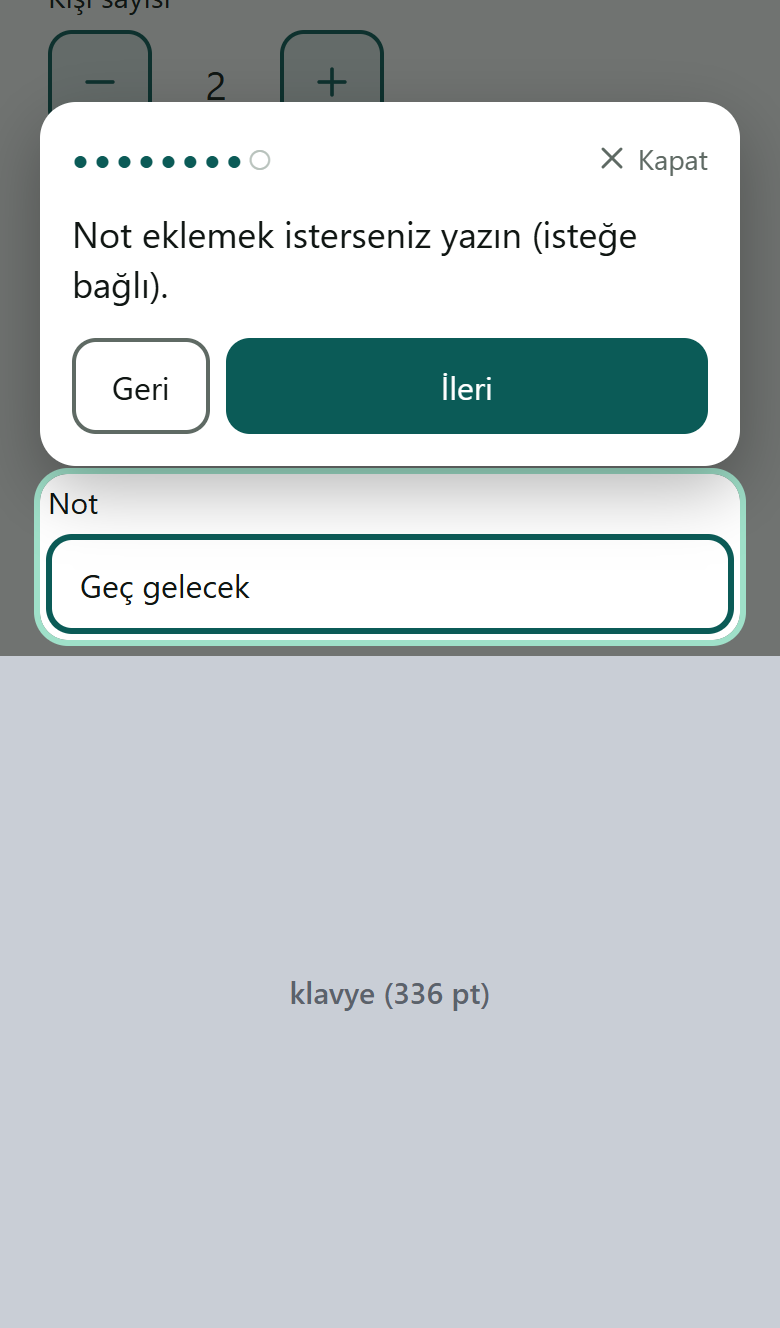 Kişi sayısı
2
Kapat
Not eklemek isterseniz yazın (isteğe
bağlı).
Geri
İleri
Not
Geç gelecek
klavye (336 pt)